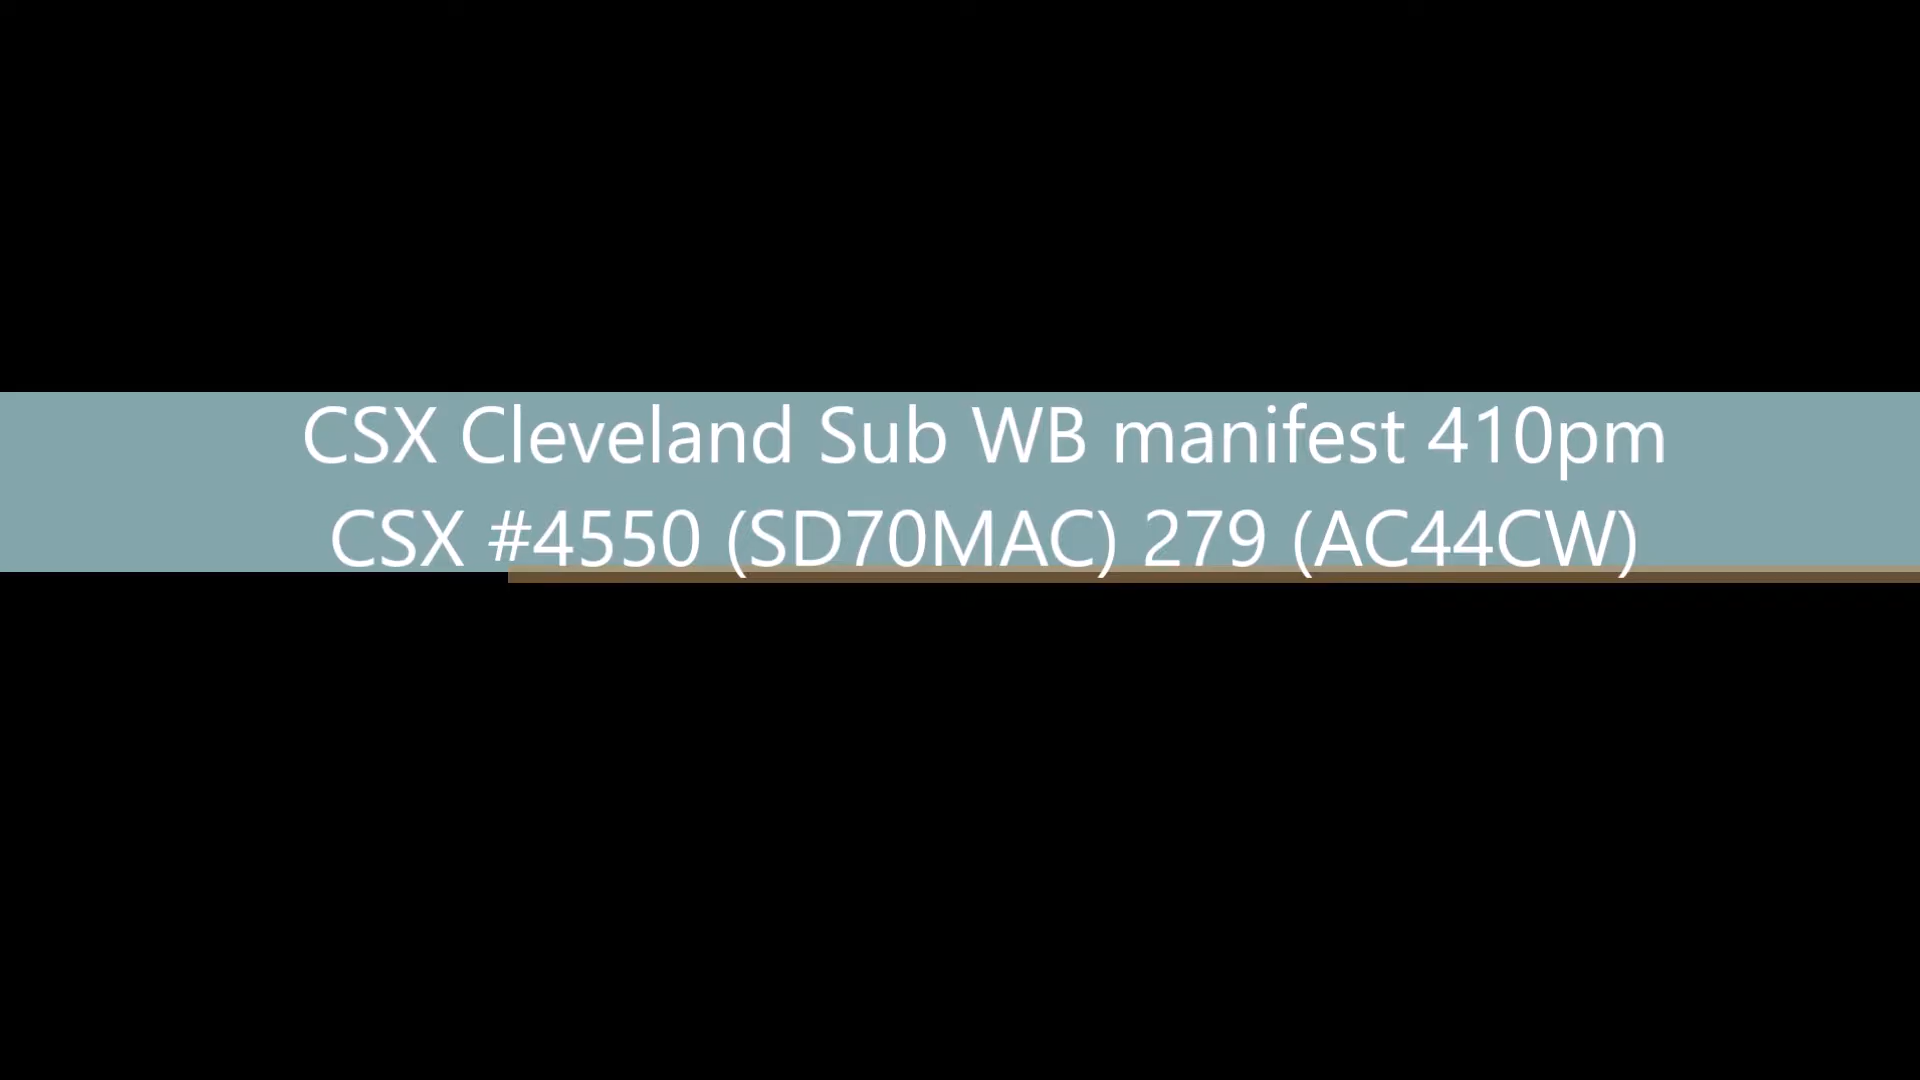 CSX Cleveland Sub WB manifest 410pm
CSX #4550 (SD70MAC) 279 (AC44CW)